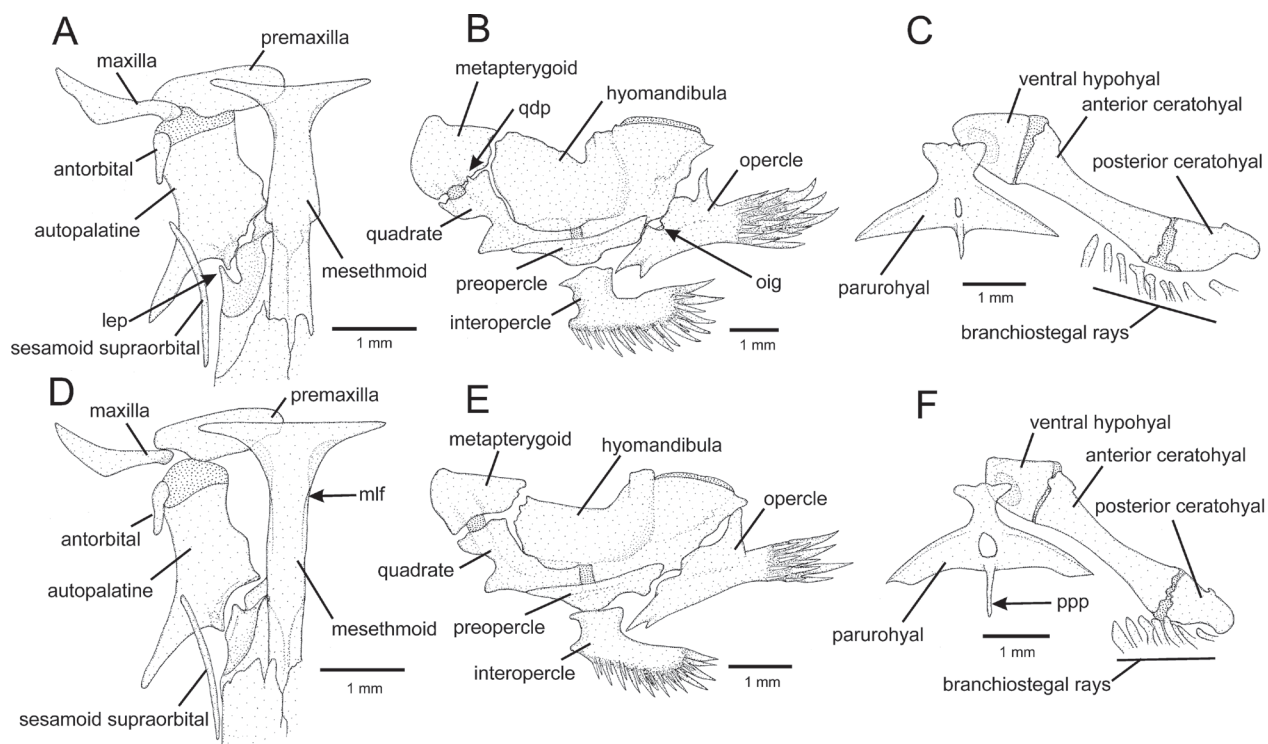 A
premaxilla
maxilla
antorbital
autopalatine
mesethmoid
lep
sesamoid supraorbital
1 mm
B
metapterygoid
qdp
hyomandibula
opercle
quadrate
preopercle
oig
interopercle
1 mm
C
ventral hypohyal
anterior ceratohyal
posterior ceratohyal
parurohyal
1 mm
branchiostegal rays
D
premaxilla
maxilla
mlf
antorbital
autopalatine
mesethmoid
1 mm
sesamoid supraorbital
E
metapterygoid
hyomandibula
opercle
quadrate
preopercle
interopercle
1 mm
F
ventral hypohyal
anterior ceratohyal
posterior ceratohyal
ppp
parurohyal
1 mm
branchiostegal rays